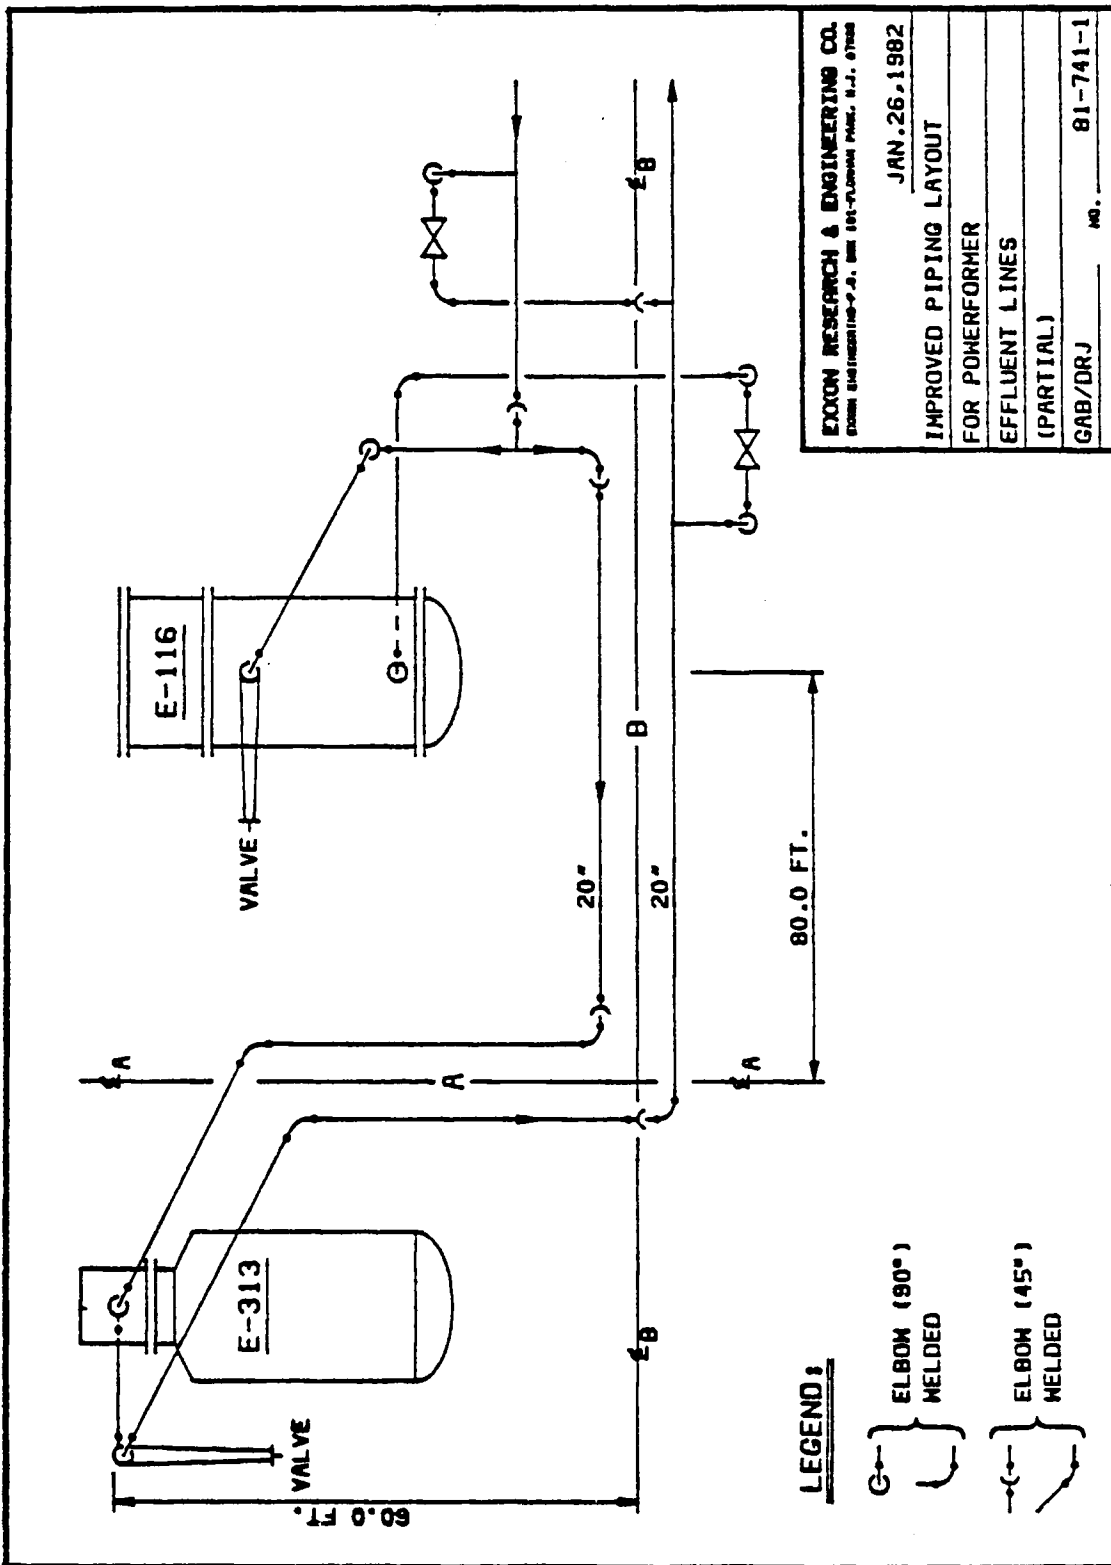 E-116
VALVE
20"
20"
B
80.0 FT.
A
A
A
B
B
E-313
VALVE
60.0 FT.
LEGEND:
ELBOW (90°)
WELDED
ELBOW (45°)
WELDED
EXXON RESEARCH & ENGINEERING CO.
JAN.26,1982
IMPROVED PIPING LAYOUT
FOR POWERFORMER
EFFLUENT LINES
(PARTIAL)
GAB/DRJ NO. 81-741-1